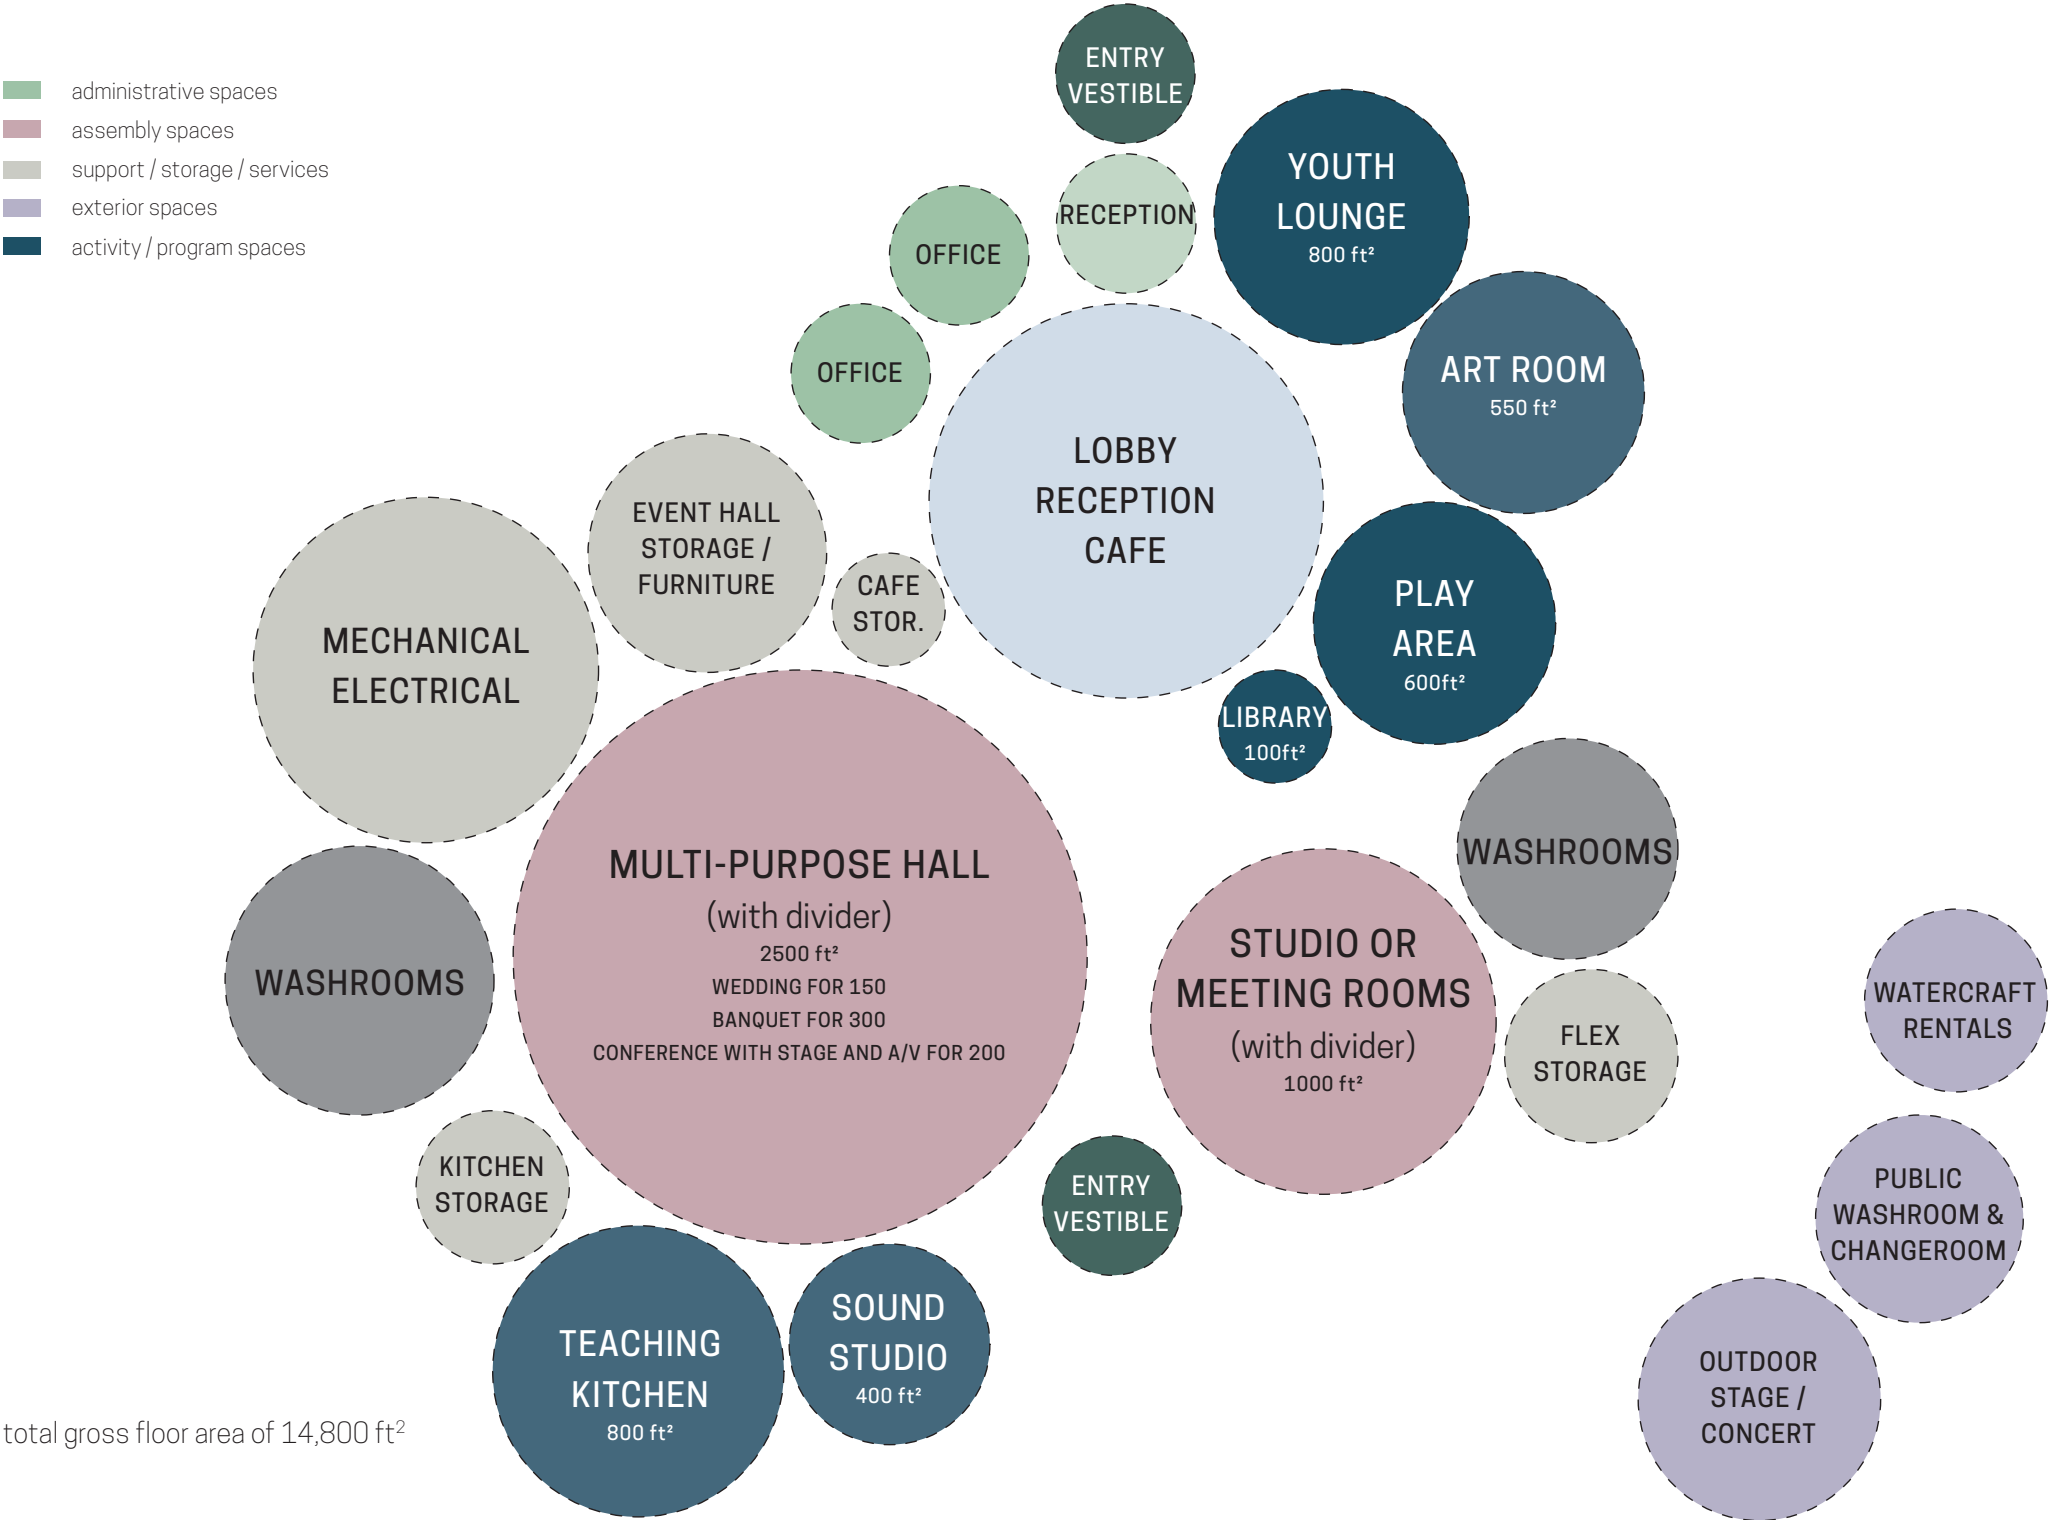 administrative spaces
assembly spaces
support / storage / services
exterior spaces
activity / program spaces
ENTRY
VESTIBLE
RECEPTION
YOUTH
LOUNGE
800 ft²
OFFICE
OFFICE
ART ROOM
550 ft²
LOBBY
RECEPTION
CAFE
EVENT HALL
STORAGE /
FURNITURE
CAFE
STOR.
MECHANICAL
ELECTRICAL
PLAY
AREA
600ft²
LIBRARY
100ft²
WASHROOMS
MULTI-PURPOSE HALL
(with divider)
2500 ft²
WEDDING FOR 150
BANQUET FOR 300
CONFERENCE WITH STAGE AND A/V FOR 200
STUDIO OR
MEETING ROOMS
(with divider)
1000 ft²
WASHROOMS
FLEX
STORAGE
WATERCRAFT
RENTALS
KITCHEN
STORAGE
ENTRY
VESTIBLE
PUBLIC
WASHROOM &
CHANGEROOM
TEACHING
KITCHEN
800 ft²
SOUND
STUDIO
400 ft²
OUTDOOR
STAGE /
CONCERT
total gross floor area of 14,800 ft²